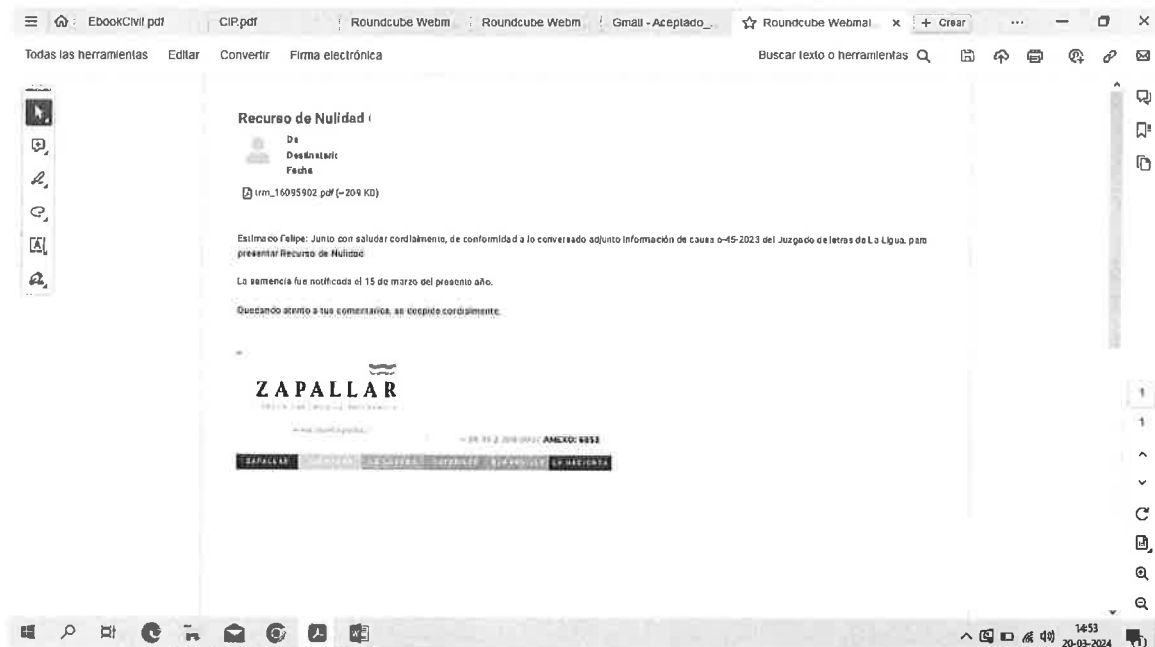 EbookCivil pdf
CIP.pdf
Roundcube Webm
Roundcube Webm
Gmail - Aceptado_...
Roundcube Webmai
+ Crear
Todas las herramientas
Editar
Convertir
Firma electrónica
Buscar texto o herramientas
Recurso de Nulidad
De
Destinatario
Fecha
trm_16095902 pdf (~209 KB)
Estimado Felipe: Junto con saludar cordialmente, de conformidad a lo conversado adjunto información de causa o-45-2023 del Juzgado de letras de La Ligua, para
presentar Recurso de Nulidad
La sentencia fue notificada el 15 de marzo del presente año.
Quedando atento a tus comentarios, se despide cordialmente.
--
ZAPALLAR
ANEXO: 6053
ZAPALLAR
1
1
14:53
20-03-2024